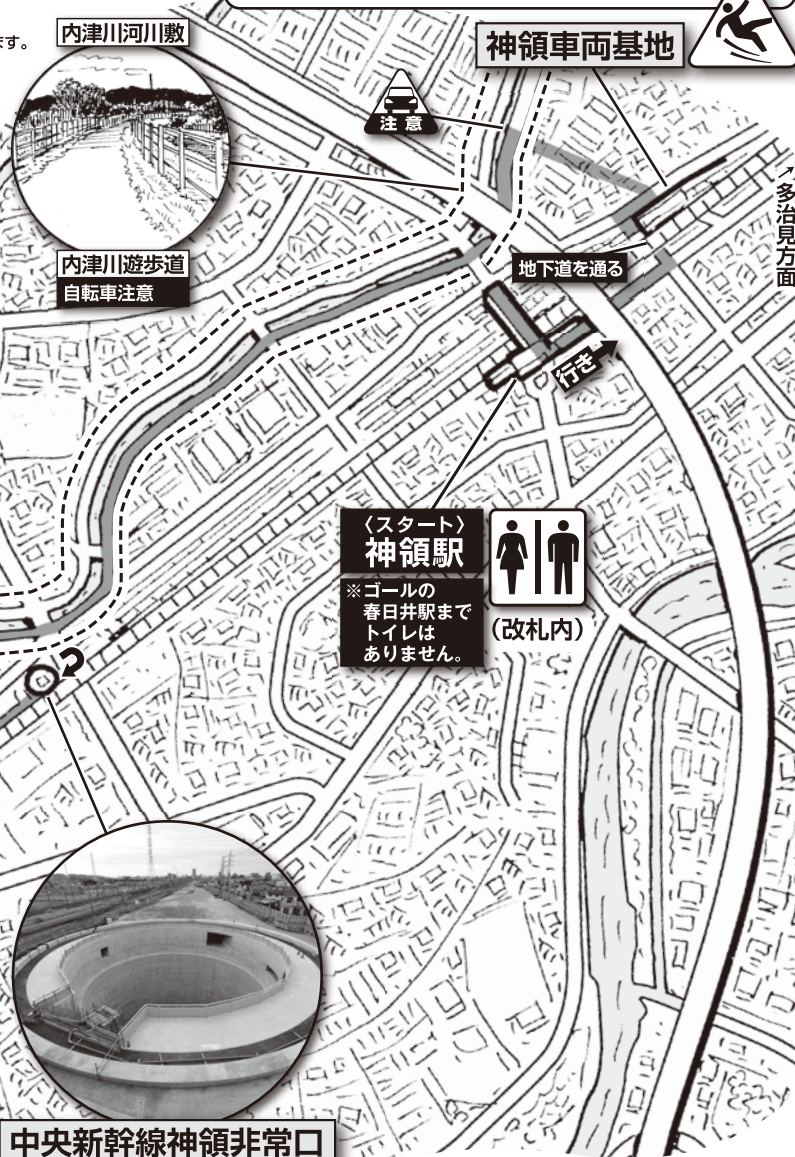 ます。
内津川河川敷
神領車両基地
注意
↗多治見方面
内津川遊歩道
自転車注意
地下道を通る
行き
〈スタート〉
神領駅
※ゴールの
春日井駅まで
トイレは
ありません。
(改札内)
中央新幹線神領非常口